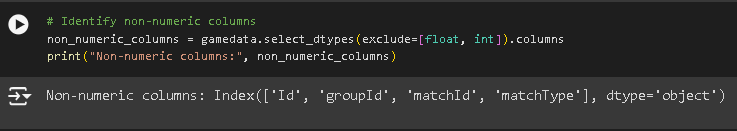 # Identify non-numeric columns
non_numeric_columns = gamedata.select_dtypes(exclude=[float, int]).columns
print("Non-numeric columns:", non_numeric_columns)
Non-numeric columns: Index(['Id', 'groupId', 'matchId', 'matchType'], dtype='object')